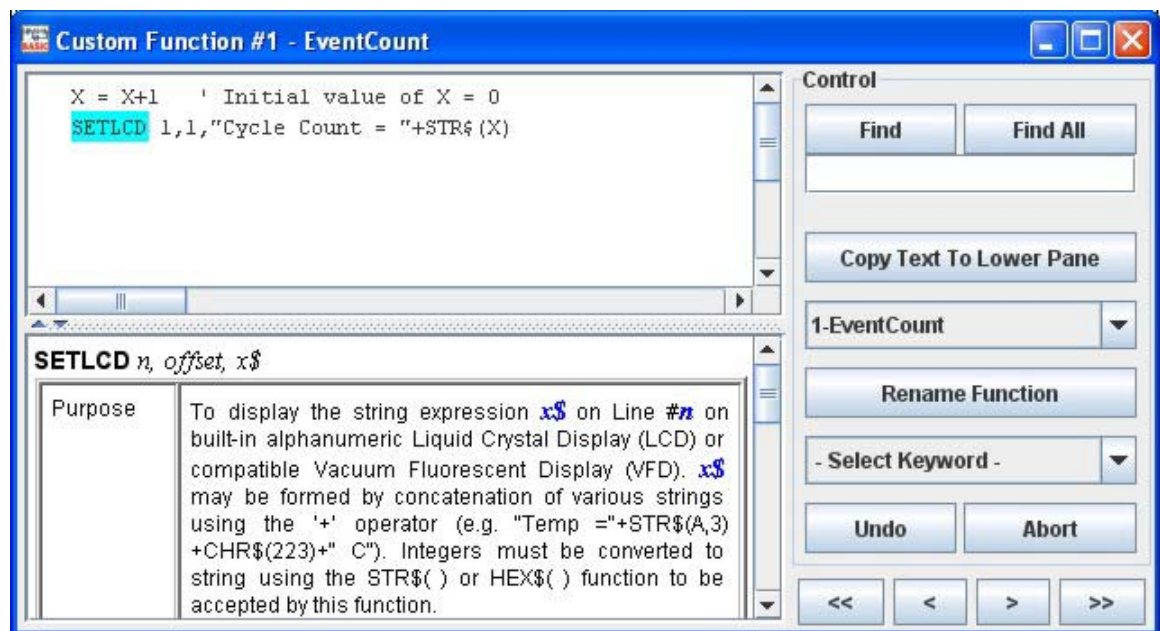 Custom Function #1 - EventCount
X = X+1   ' Initial value of X = 0
SETLCD 1,1,"Cycle Count = "+STR$(X)
SETLCD n, offset, x$
Purpose
To display the string expression x$ on Line #n on
built-in alphanumeric Liquid Crystal Display (LCD) or
compatible Vacuum Fluorescent Display (VFD). x$
may be formed by concatenation of various strings
using the '+' operator (e.g. "Temp ="+STR$(A,3)
+CHR$(223)+" C"). Integers must be converted to
string using the STR$( ) or HEX$( ) function to be
accepted by this function.
Control
Find
Find All
Copy Text To Lower Pane
1-EventCount
Rename Function
- Select Keyword -
Undo
Abort
<<
<
>
>>